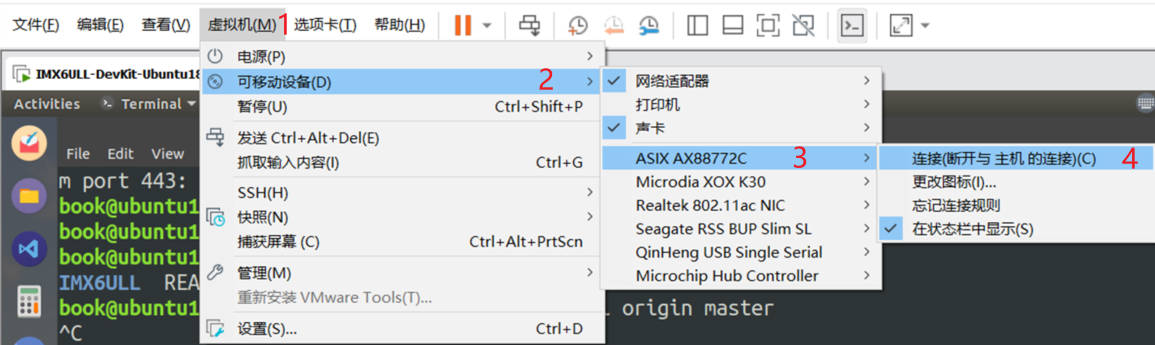 文件(F) 编辑(E) 查看(V) 虚拟机(M) 1 选项卡(T) 帮助(H)
IMX6ULL-DevKit-Ubuntu18
Activities Terminal
File Edit View
m port 443:
book@ubuntu1
book@ubuntu1
book@ubuntu1
IMX6ULL REA
book@ubuntu1
l origin master
^C
电源(P)
可移动设备(D) 2
暂停(U) Ctrl+Shift+P
发送 Ctrl+Alt+Del(E)
抓取输入内容(I) Ctrl+G
SSH(H)
快照(N)
捕获屏幕 (C) Ctrl+Alt+PrtScn
管理(M)
重新安装 VMware Tools(T)...
设置(S)... Ctrl+D
网络适配器
打印机
声卡
ASIX AX88772C 3
Microdia XOX K30
Realtek 802.11ac NIC
Seagate RSS BUP Slim SL
QinHeng USB Single Serial
Microchip Hub Controller
连接(断开与 主机 的连接)(C) 4
更改图标(I)...
忘记连接规则
在状态栏中显示(S)